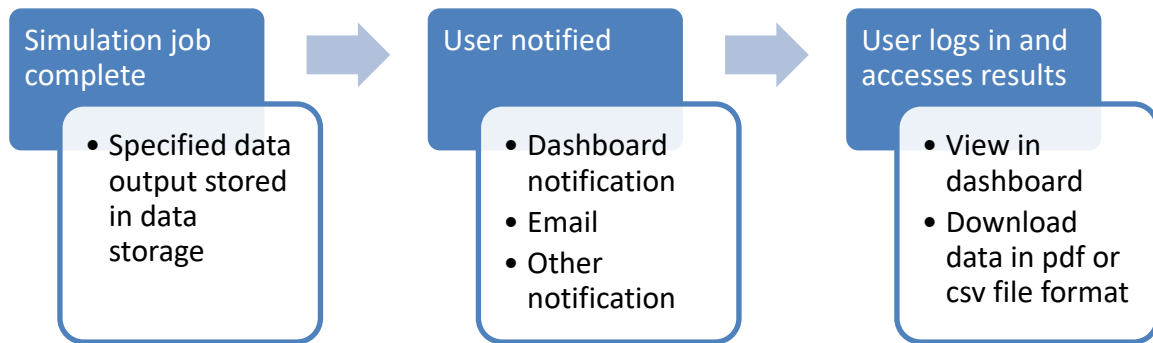 Simulation job
complete
• Specified data
output stored
in data
storage
User notified
• Dashboard
notification
• Email
• Other
notification
User logs in and
accesses results
• View in
dashboard
• Download
data in pdf or
csv file format